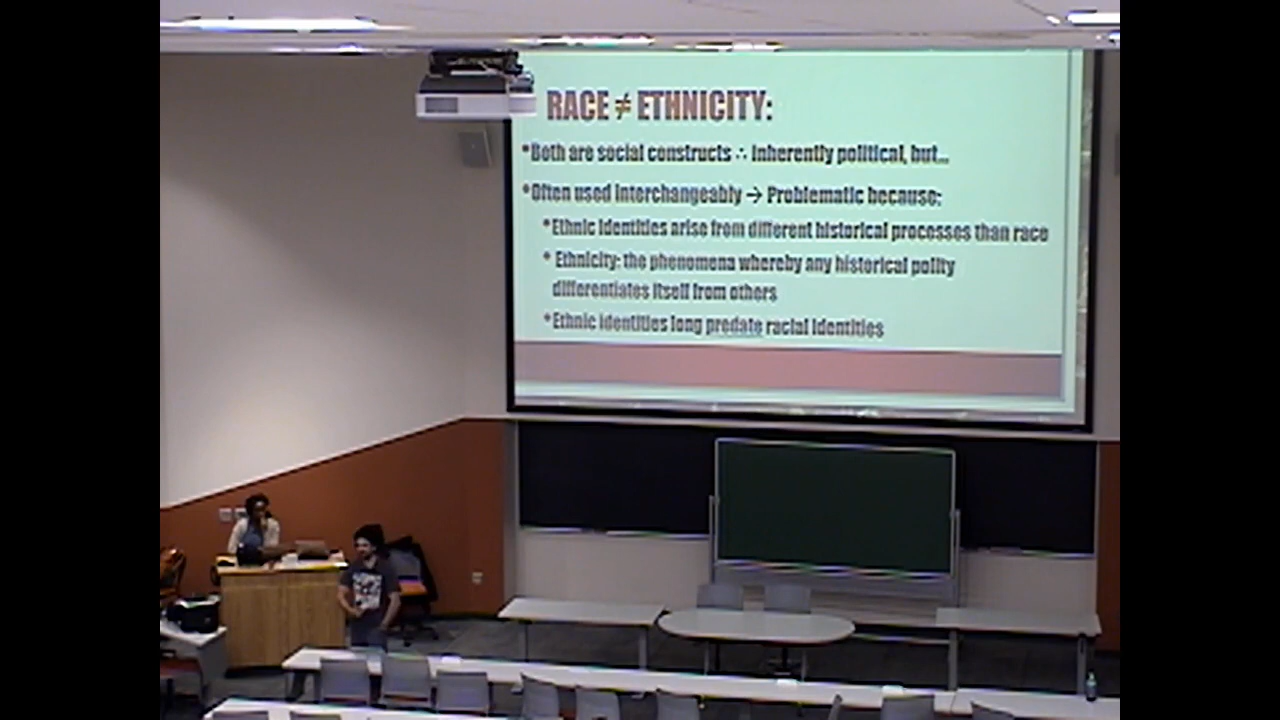 RACE ≠ ETHNICITY:
•Both are social constructs ∴ inherently political, but...
•Often used interchangeably → Problematic because:
•Ethnic identities arise from different historical processes than race
• Ethnicity: the phenomena whereby any historical polity
differentiates itself from others
•Ethnic identities long predate racial identities